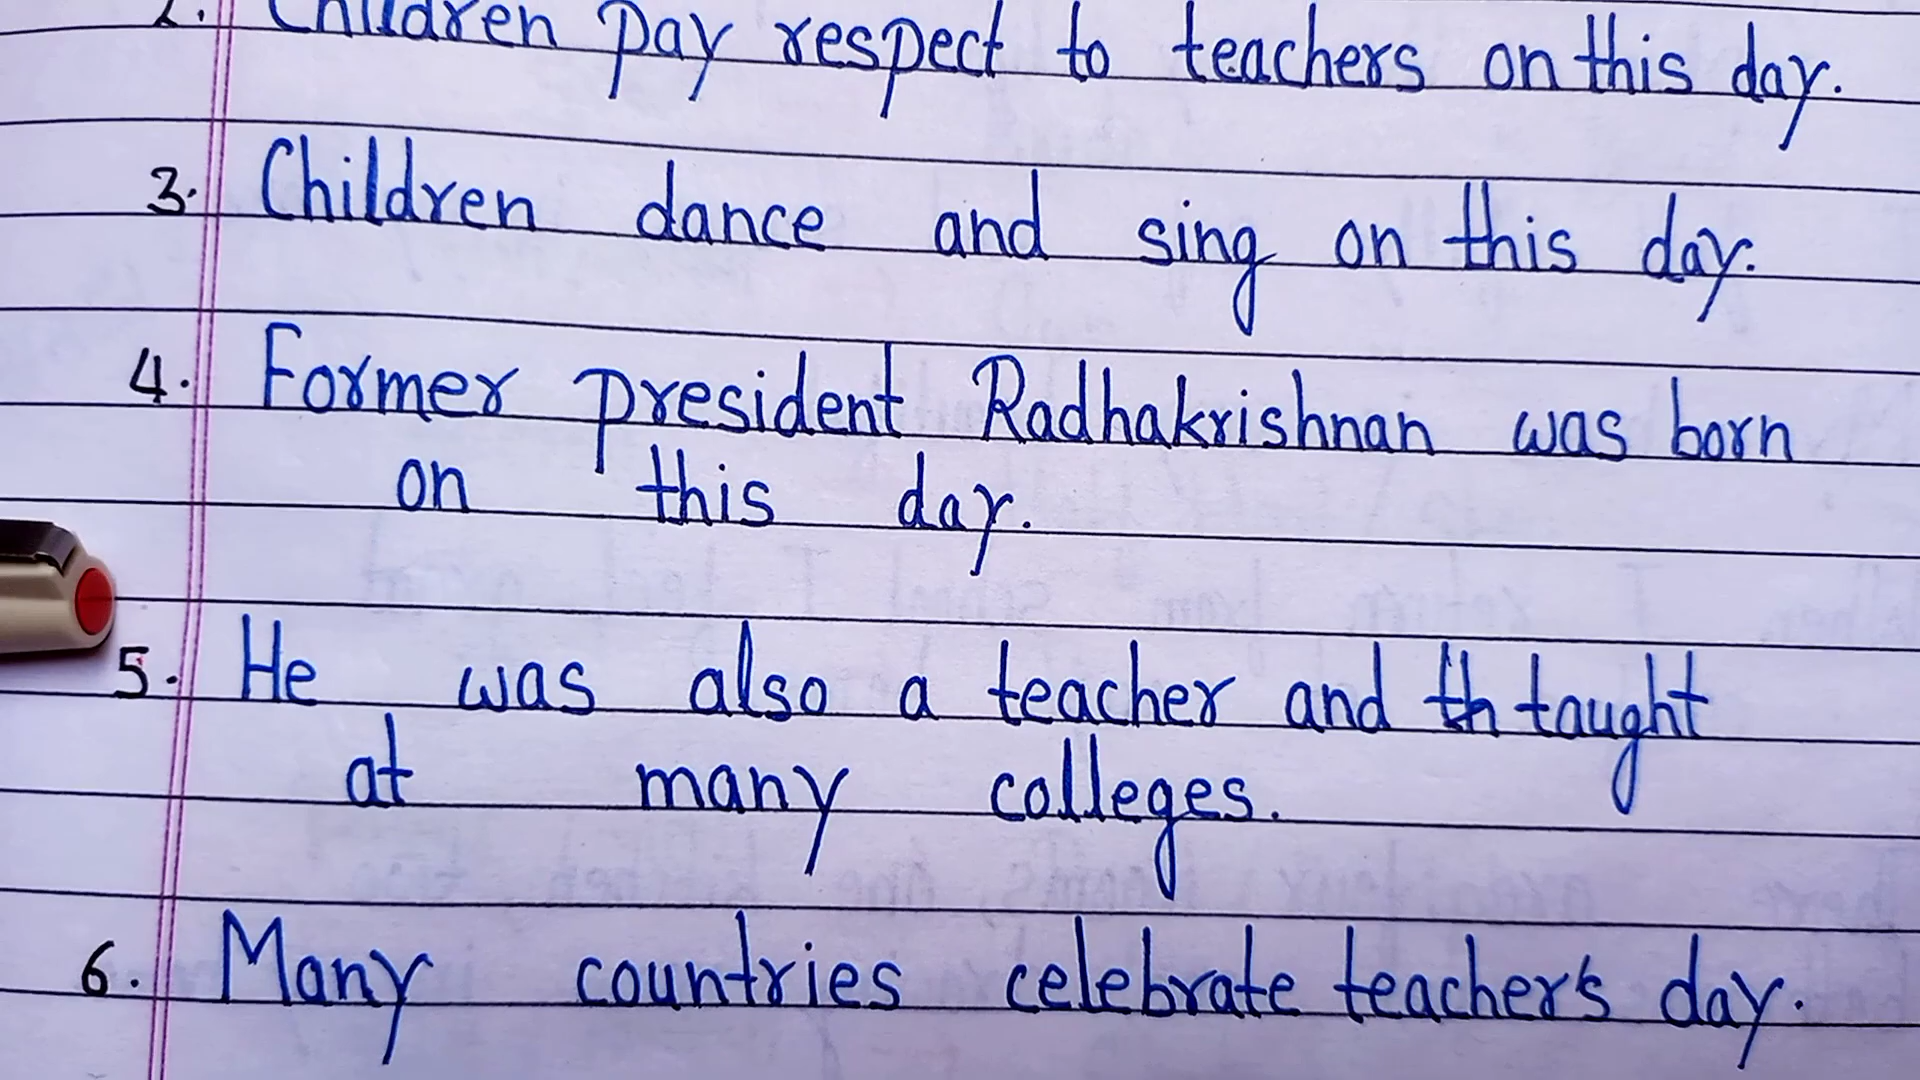 2. Children pay respect to teachers on this day.
3. Children dance and sing on this day.
4. Former president Radhakrishnan was born
on this day.
5. He was also a teacher and th taught
at many colleges.
6. Many countries celebrate teacher's day.